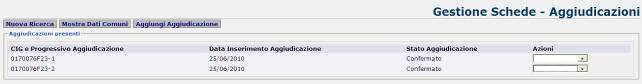 Gestione Schede - Aggiudicazioni
Nuova Ricerca Mostra Dati Comuni Aggiungi Aggiudicazione
Aggiudicazioni presenti
CIG e Progressivo Aggiudicazione Data Inserimento Aggiudicazione Stato Aggiudicazione Azioni
0170076F23-1 25/06/2010 Confermato
0170076F23-2 25/06/2010 Confermato